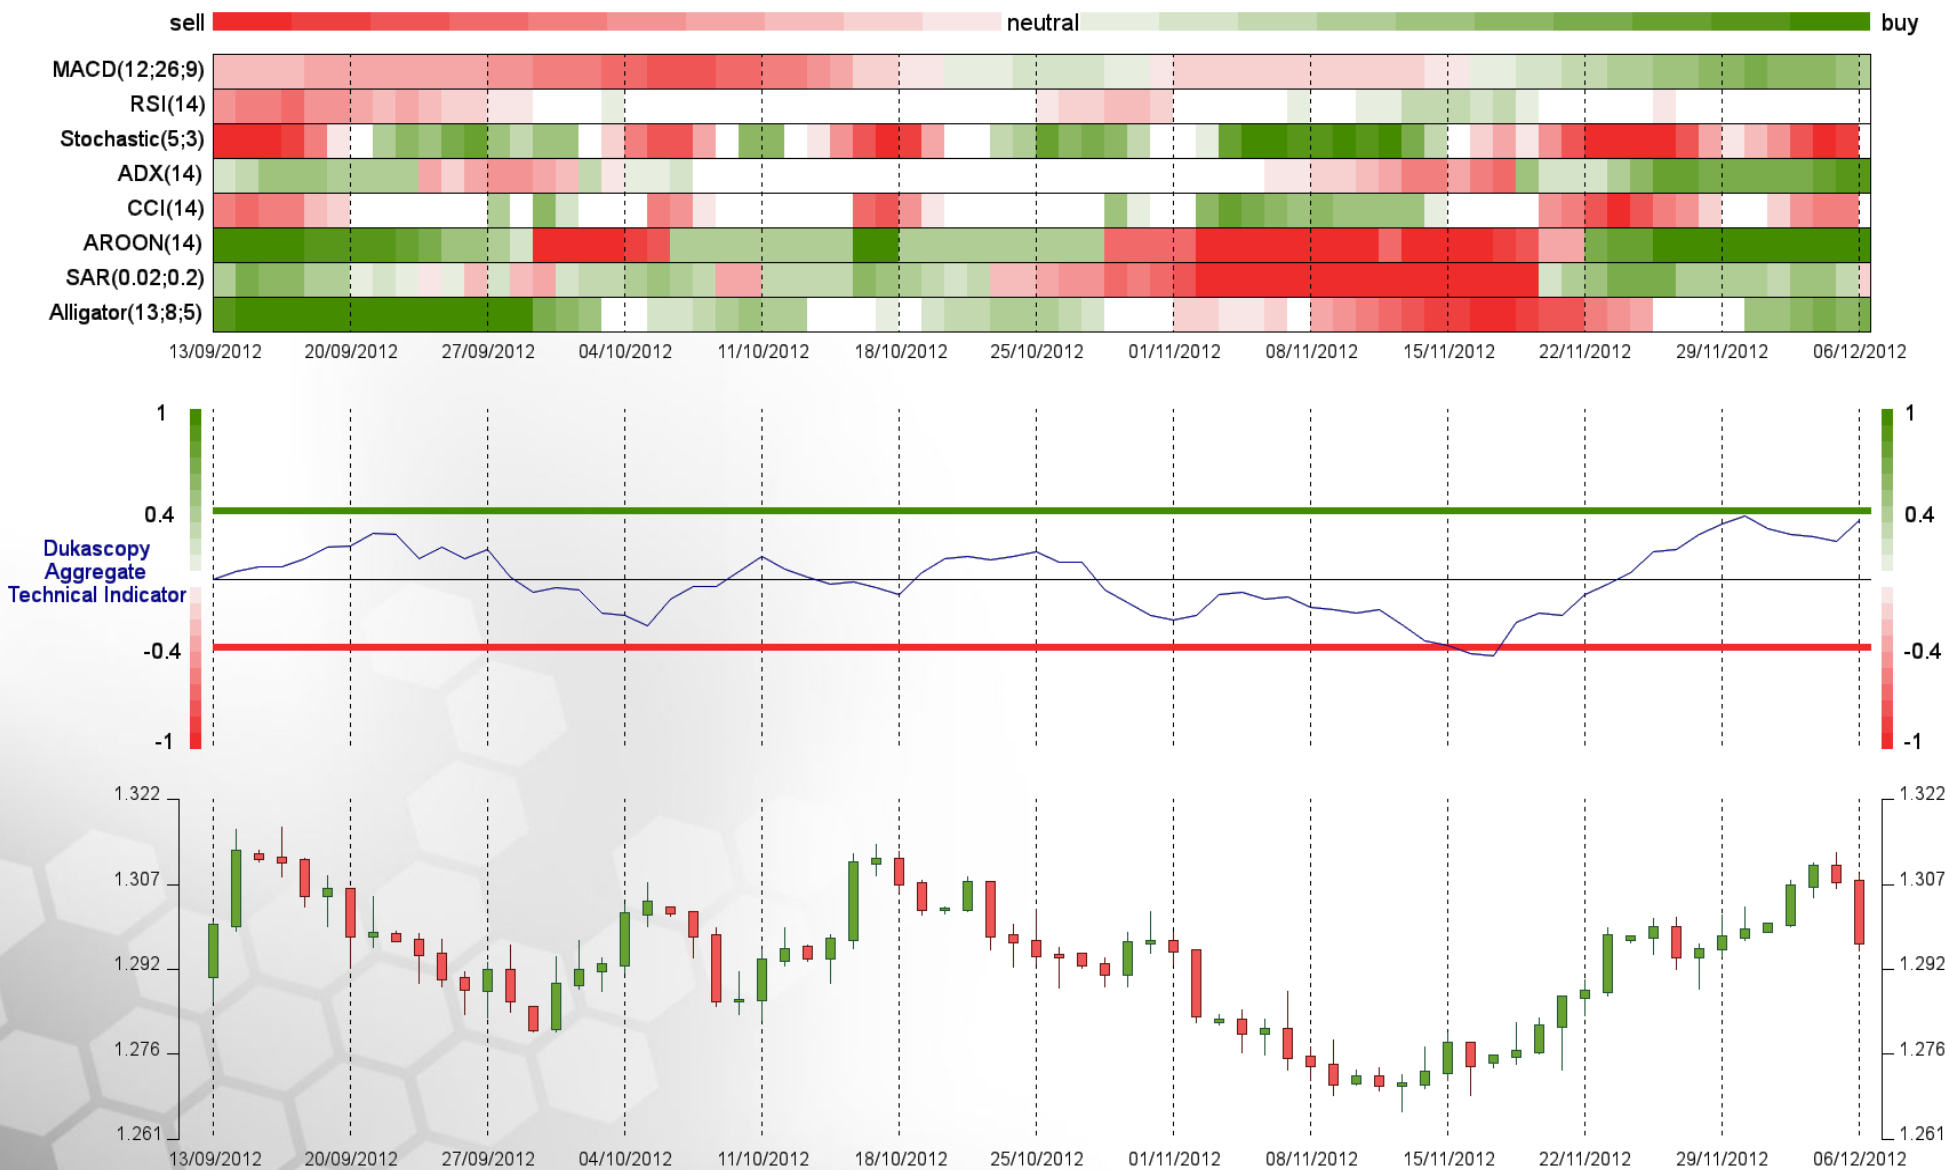 sell neutral buy
MACD(12;26;9)
RSI(14)
Stochastic(5;3)
ADX(14)
CCI(14)
AROON(14)
SAR(0.02;0.2)
Alligator(13;8;5)
13/09/2012 20/09/2012 27/09/2012 04/10/2012 11/10/2012 18/10/2012 25/10/2012 01/11/2012 08/11/2012 15/11/2012 22/11/2012 29/11/2012 06/12/2012
1 1
0.4 0.4
Dukascopy
Aggregate
Technical Indicator
-0.4 -0.4
-1 -1
1.322 1.322
1.307 1.307
1.292 1.292
1.276 1.276
1.261 1.261
13/09/2012 20/09/2012 27/09/2012 04/10/2012 11/10/2012 18/10/2012 25/10/2012 01/11/2012 08/11/2012 15/11/2012 22/11/2012 29/11/2012 06/12/2012